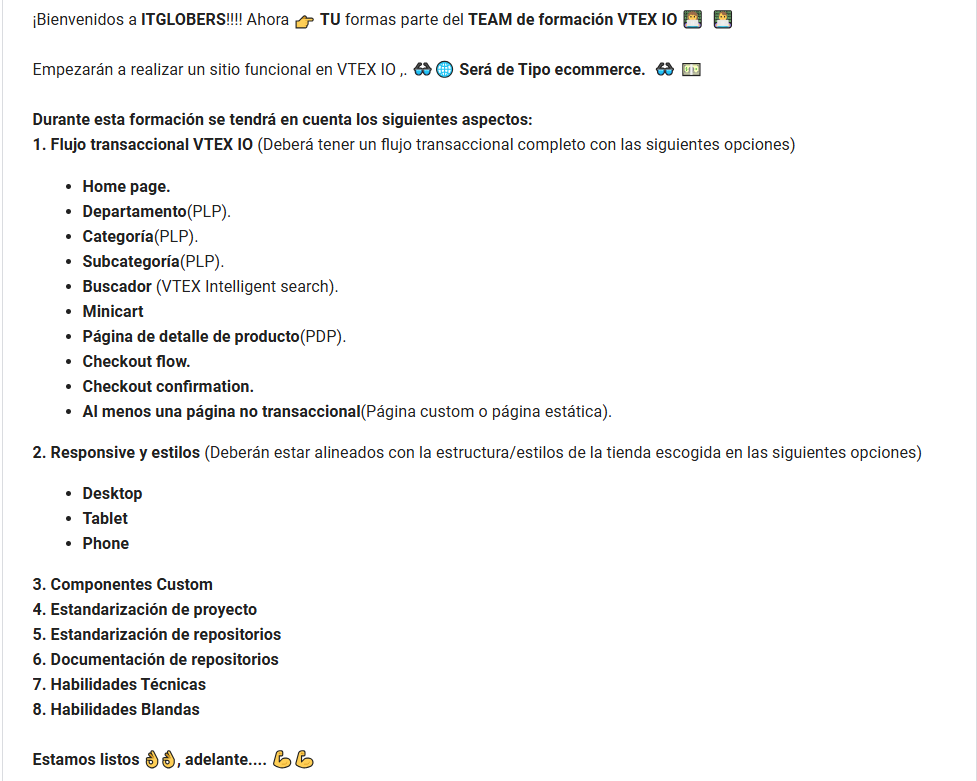 ¡Bienvenidos a ITGLOBERS!!!! Ahora 👉 TU formas parte del TEAM de formación VTEX IO 👨🏽‍💻 👨🏽‍💻
Empezarán a realizar un sitio funcional en VTEX IO ,. 👓🌐 Será de Tipo ecommerce. 👓 💵
Durante esta formación se tendrá en cuenta los siguientes aspectos:
1. Flujo transaccional VTEX IO (Deberá tener un flujo transaccional completo con las siguientes opciones)
• Home page.
• Departamento(PLP).
• Categoría(PLP).
• Subcategoría(PLP).
• Buscador (VTEX Intelligent search).
• Minicart
• Página de detalle de producto(PDP).
• Checkout flow.
• Checkout confirmation.
• Al menos una página no transaccional(Página custom o página estática).
2. Responsive y estilos (Deberán estar alineados con la estructura/estilos de la tienda escogida en las siguientes opciones)
• Desktop
• Tablet
• Phone
3. Componentes Custom
4. Estandarización de proyecto
5. Estandarización de repositorios
6. Documentación de repositorios
7. Habilidades Técnicas
8. Habilidades Blandas
Estamos listos 👌👌, adelante.... 💪💪